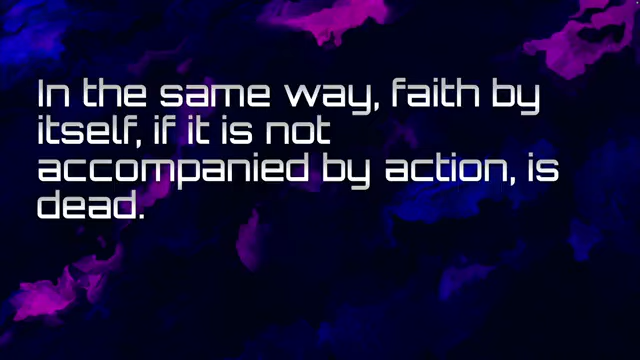 In the same way, faith by
itself, if it is not
accompanied by action, is
dead.